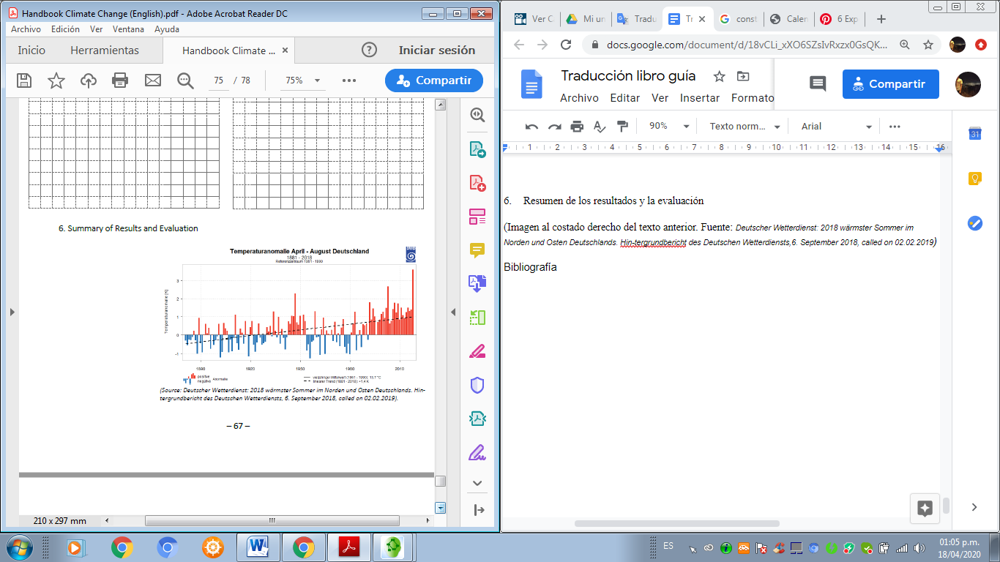 Handbook Climate Change (English).pdf - Adobe Acrobat Reader DC
Archivo Edición Ver Ventana Ayuda
Inicio Herramientas Handbook Climate ... × ? Iniciar sesión
75 / 78 75% Compartir
6. Summary of Results and Evaluation
Temperaturanomalie April - August Deutschland
1881 - 2018
Referenzzeitraum 1961 - 1990
DWD
Temperaturanomalie [K]
3
2
1
0
-1
1890 1920 1950 1980 2010
positive
negative Anomalie
vieljähriger Mittelwert (1961 - 1990): 13.7 °C
linearer Trend (1881 - 2018): +1.4 K
(Source: Deutscher Wetterdienst: 2018 wärmster Sommer im Norden und Osten Deutschlands. Hin-
tergrundbericht des Deutschen Wetterdiensts, 6. September 2018, called on 02.02.2019).
– 67 –
210 x 297 mm
Ver C Mi un Tradu Tr × G const Calen 6 Exp
docs.google.com/document/d/18vCLi_xXO6SZsIvRxzx0GsQK...
Traducción libro guía
Archivo Editar Ver Insertar Formato
Compartir
90% Texto norm... Arial
1 2 3 4 5 6 7 8 9 10 11 12 13 14 15 16
31
6. Resumen de los resultados y la evaluación
(Imagen al costado derecho del texto anterior. Fuente: Deutscher Wetterdienst: 2018 wärmster Sommer im
Norden und Osten Deutschlands. Hin-tergrundbericht des Deutschen Wetterdiensts,6. September 2018, called on 02.02.2019)
Bibliografía
ES
01:05 p.m.
18/04/2020